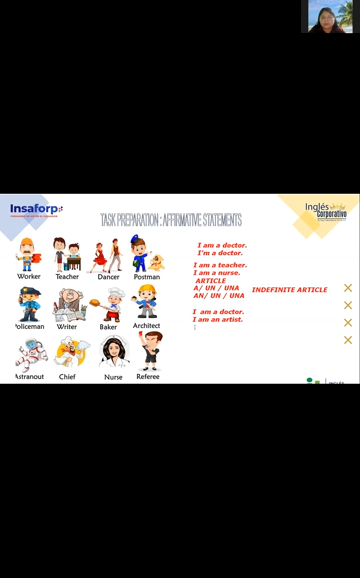 Insaforp
Inglés
Corporativo
TASK PREPARATION : AFFIRMATIVE STATEMENTS
I am a doctor.
I'm a doctor.
I am a teacher.
I am a nurse.
ARTICLE
A/ UN / UNA
INDEFINITE ARTICLE
AN/ UN / UNA
I am a doctor.
I am an artist.
Worker
Teacher
Dancer
Postman
Policeman
Writer
Baker
Architect
Astranout
Chief
Nurse
Referee